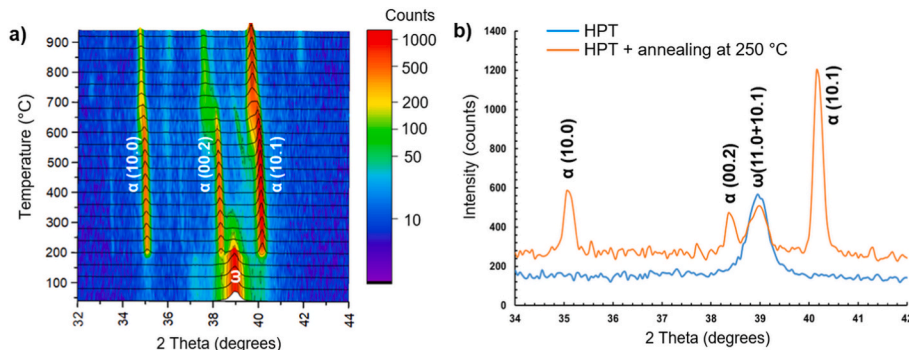 a)
Counts
1000
500
200
100
50
10
Temperature (°C)
900
800
700
600
500
400
300
200
100
α (10.0)
α (00.2)
α (10.1)
ω
32
34
36
38
40
42
44
2 Theta (degrees)
b)
HPT
HPT + annealing at 250 °C
Intensity (counts)
1400
1200
1000
800
600
400
200
0
α (10.0)
α (00.2)
ω(11.0+10.1)
α (10.1)
34
35
36
37
38
39
40
41
42
2 Theta (degrees)